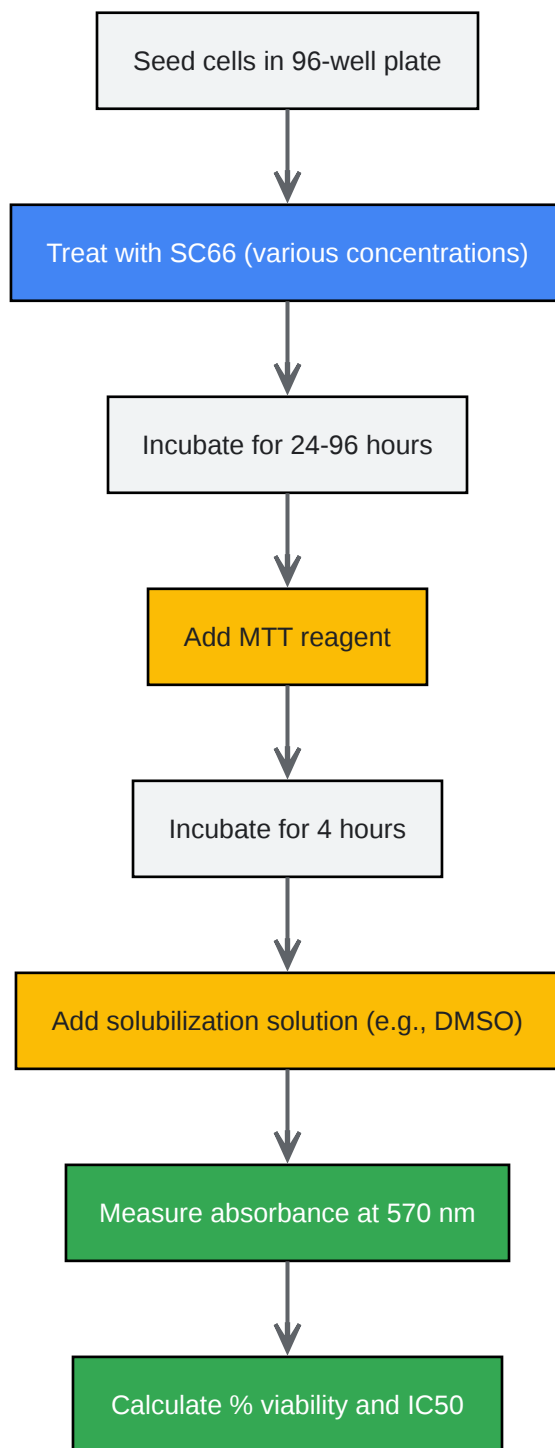 Seed cells in 96-well plate
Treat with SC66 (various concentrations)
Incubate for 24-96 hours
Add MTT reagent
Incubate for 4 hours
Add solubilization solution (e.g., DMSO)
Measure absorbance at 570 nm
Calculate % viability and IC50